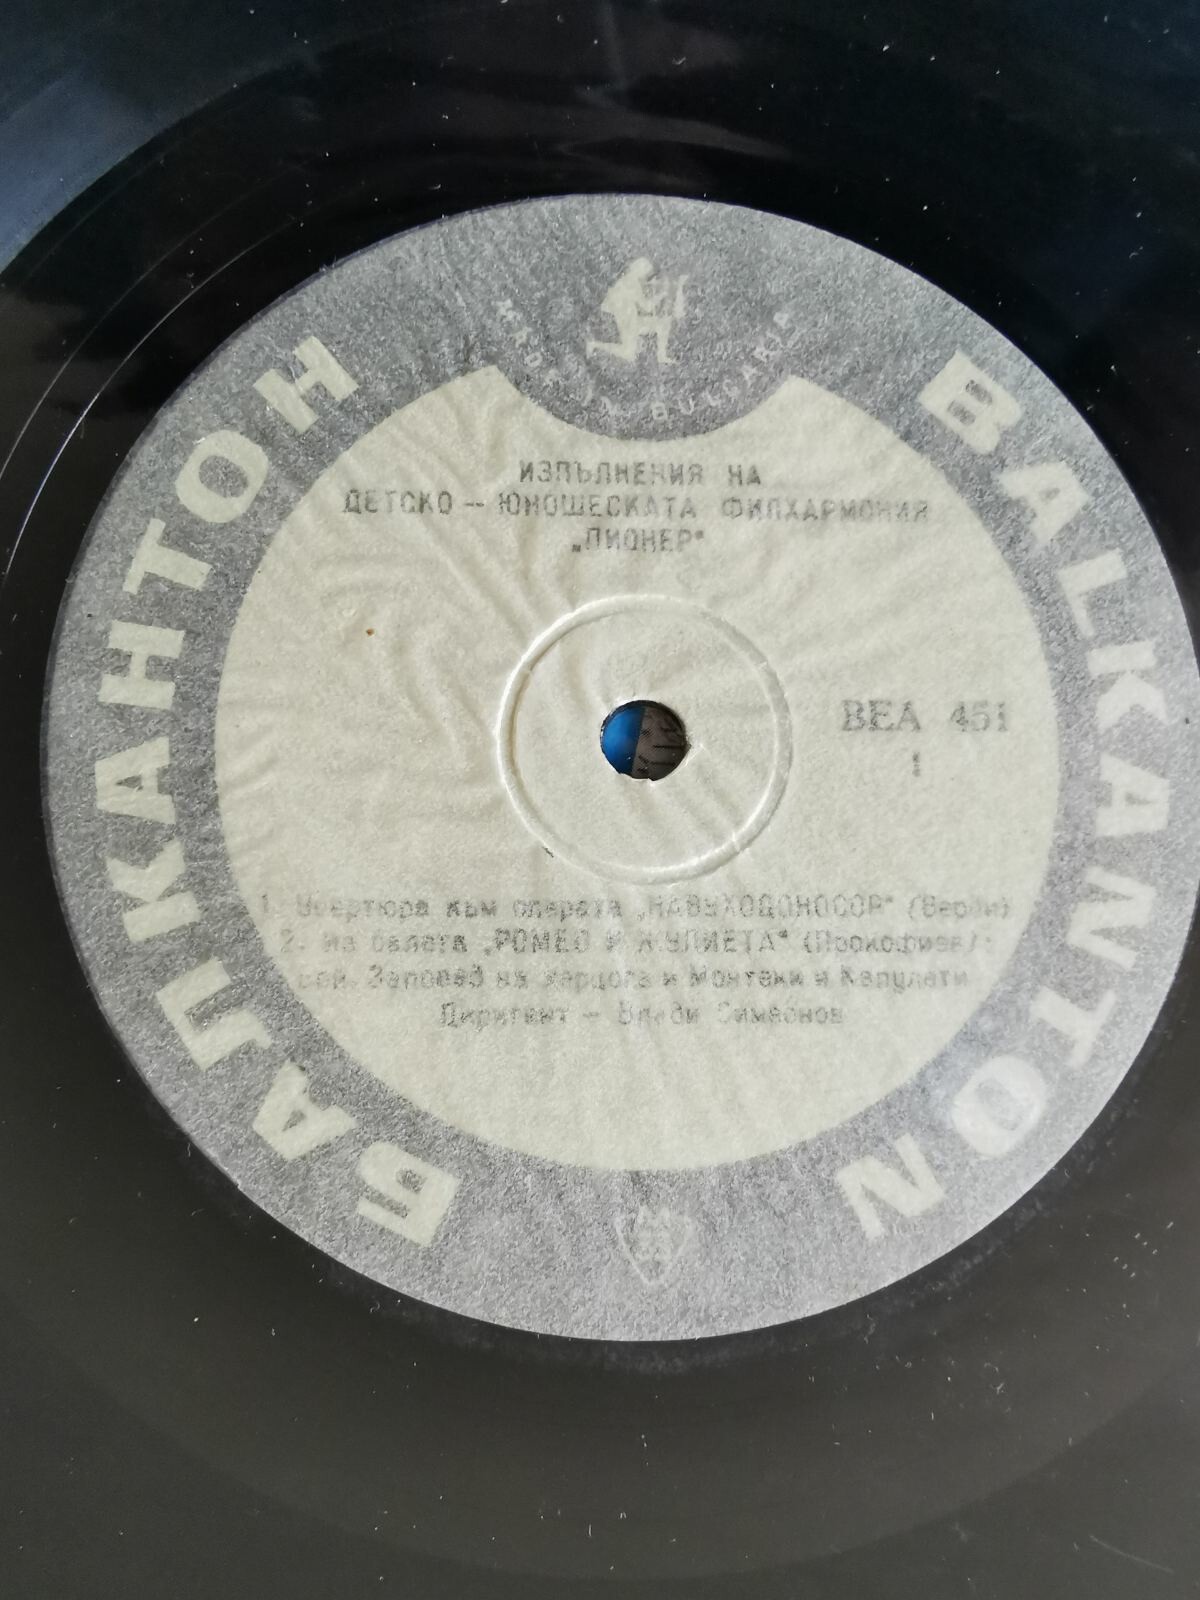 MADE IN BULGARIA
БАЛКАНТОН
BALKANTON
ИЗПЪЛНЕНИЯ НА
ДЕТСКО – ЮНОШЕСКАТА ФИЛХАРМОНИЯ
„ПИОНЕР“
ВЕА 451
1
1. Увертюра към операта „НАВУХОДОНОСОР“ (Верди)
2. Из балета „РОМЕО И ЖУЛИЕТА“ (Прокофиев):
Заповед на херцога и Монтеки и Капулети
Диригент – Влади Симеонов